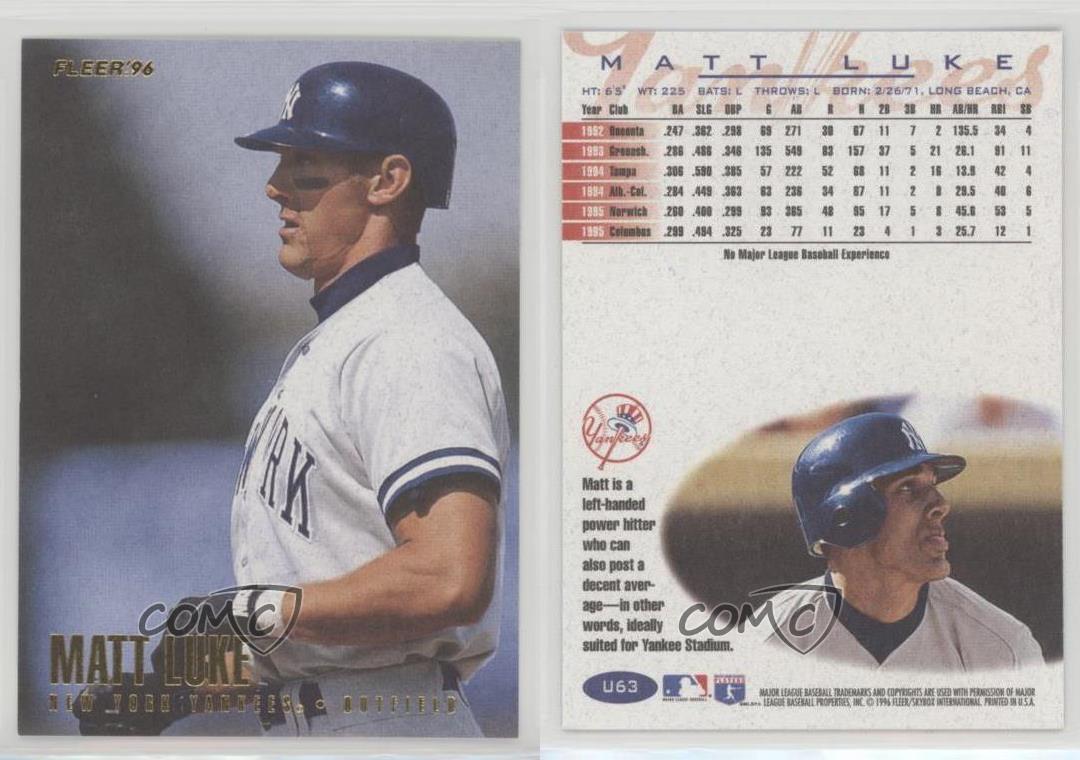 FLEER '96
NY
YORK
COMC
MATT LUKE
NEW YORK YANKEES • OUTFIELD
Yankees
MATT LUKE
HT: 6'5" WT: 225 BATS: L THROWS: L BORN: 2/26/71, LONG BEACH, CA
Year Club BA SLG OBP G AB R H 2B 3B HR AB/HR RBI SB
1992 Oneonta .247 .362 .298 69 271 30 67 11 7 2 135.5 34 4
1993 Greensb. .286 .486 .346 135 549 83 157 37 5 21 26.1 91 11
1994 Tampa .306 .590 .385 57 222 52 68 11 2 16 13.9 42 4
1994 Alb.-Col. .284 .449 .363 63 236 34 67 11 2 8 29.5 40 6
1995 Norwich .260 .400 .299 93 365 48 95 17 5 8 45.6 53 5
1995 Columbus .299 .494 .325 23 77 11 23 4 1 3 25.7 12 1
No Major League Baseball Experience
Yankees
Matt is a
left-handed
power hitter
who can
also post a
decent aver-
age—in other
words, ideally
suited for Yankee Stadium.
COMC
U63
PLAYERS
MAJOR LEAGUE BASEBALL TRADEMARKS AND COPYRIGHTS ARE USED WITH PERMISSION OF MAJOR
LEAGUE BASEBALL PROPERTIES, INC. © 1996 FLEER/SKYBOX INTERNATIONAL. PRINTED IN U.S.A.